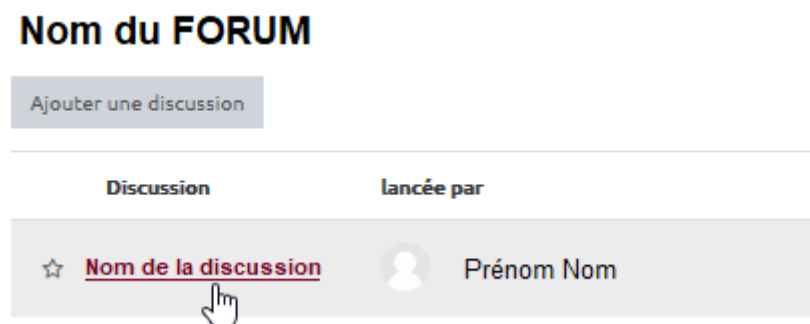 Nom du FORUM
Ajouter une discussion
Discussion lancée par
Nom de la discussion Prénom Nom